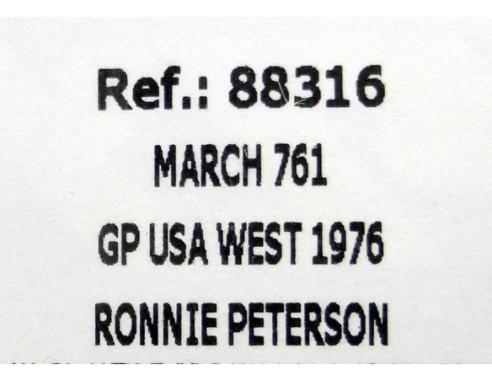 Ref.: 88316
MARCH 761
GP USA WEST 1976
RONNIE PETERSON